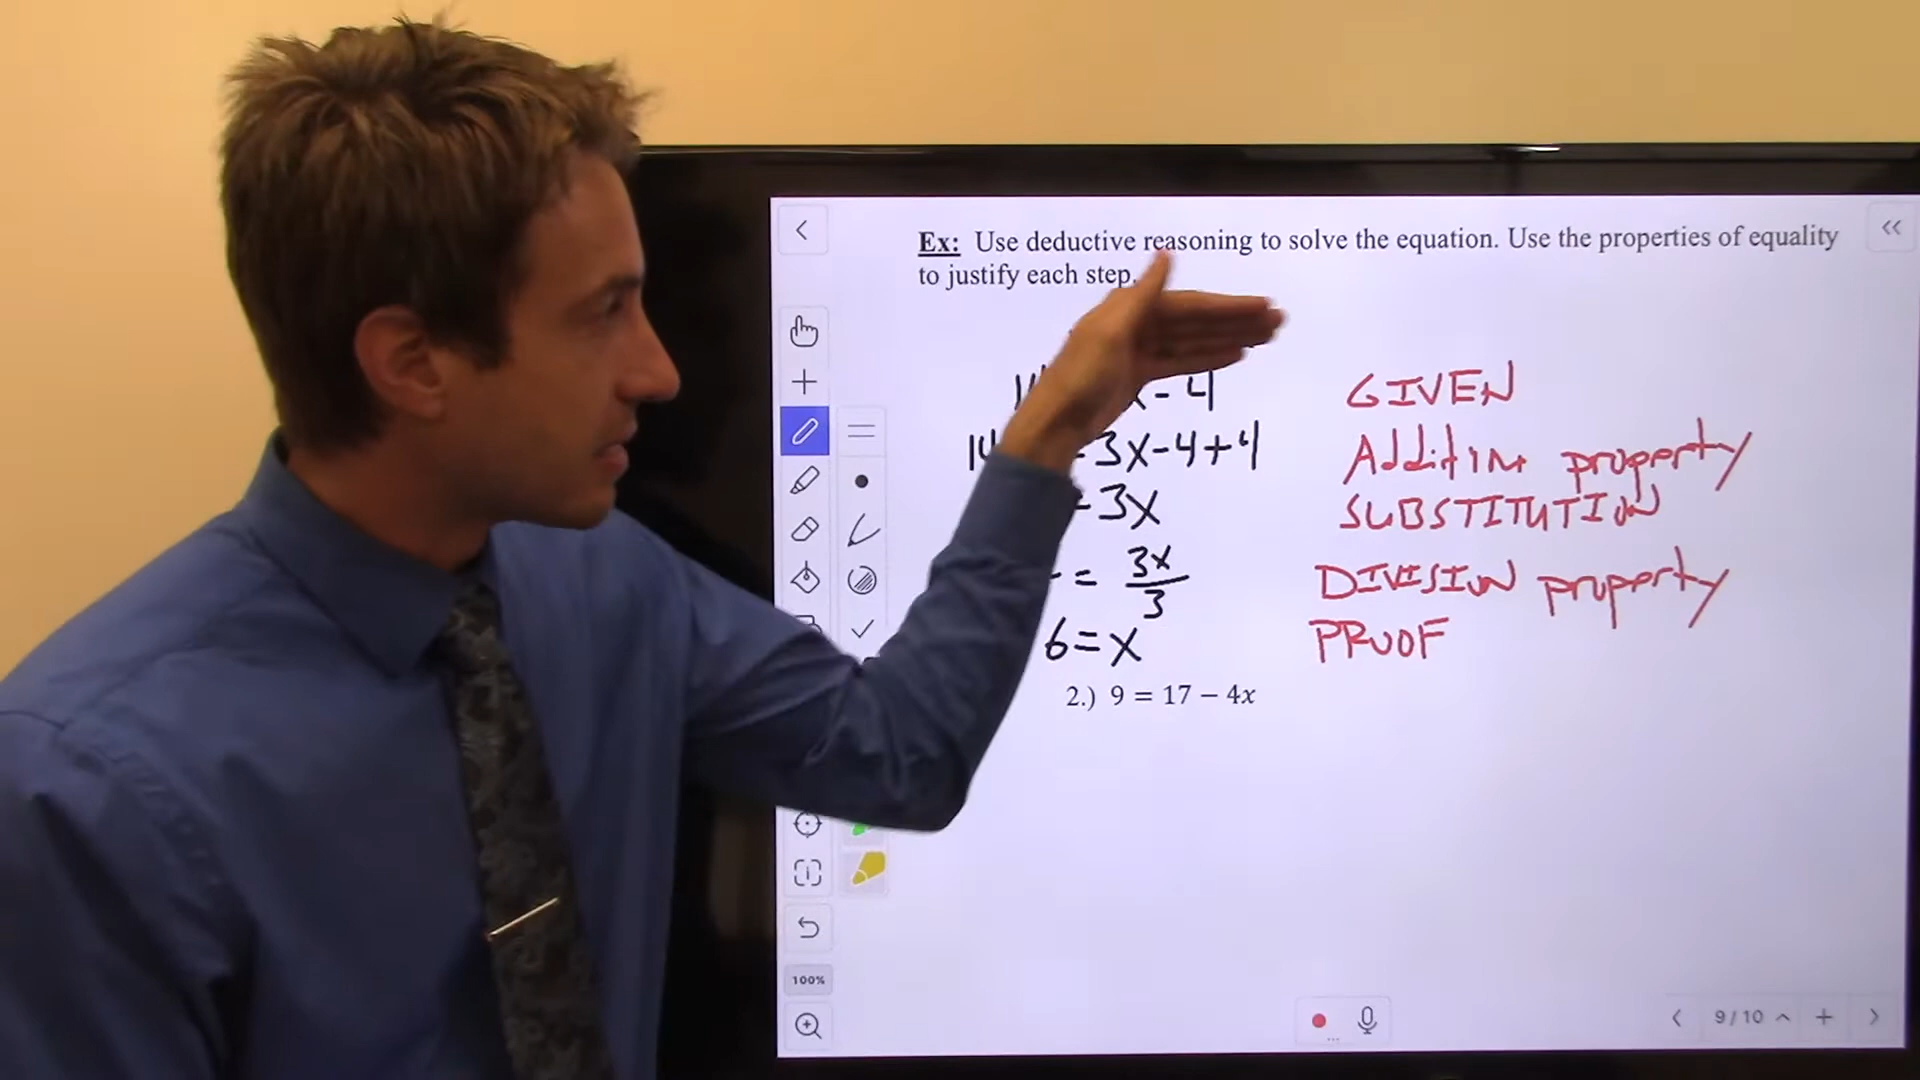 Ex: Use deductive reasoning to solve the equation. Use the properties of equality
to justify each step.
x - 4 GIVEN
14 3x-4+4 Addition property
3x SUBSTITUTION
= 3x/3 DIVISION property
6=x PROOF
2.) 9 = 17 − 4x
100%
9/10